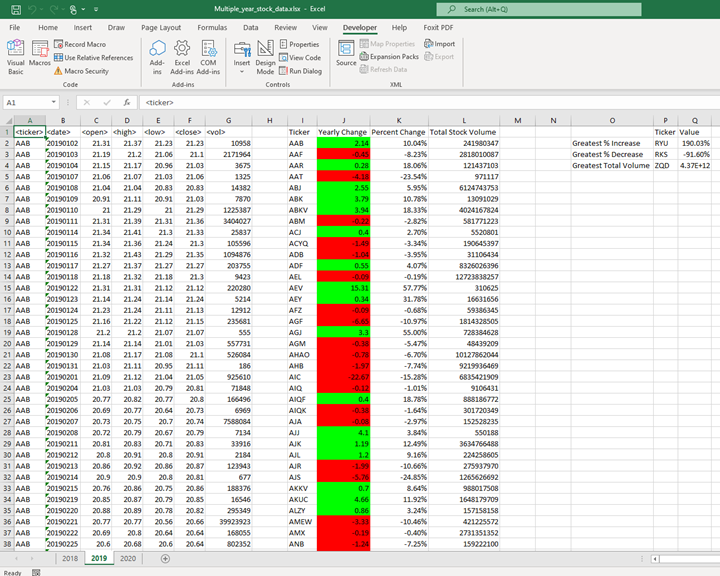 Multiple_year_stock_data.xlsx - Excel
Search (Alt+Q)
File Home Insert Draw Page Layout Formulas Data Review View Developer Help Foxit PDF
Visual Basic
Macros
Record Macro
Use Relative References
Macro Security
Code
Add-ins
Excel Add-ins
COM Add-ins
Add-ins
Insert
Design Mode
Properties
View Code
Run Dialog
Controls
Source
Map Properties
Expansion Packs
Refresh Data
Import
Export
XML
A1 fx <ticker>
A B C D E F G H I J K L M N O P Q
1 <ticker> <date> <open> <high> <low> <close> <vol> Ticker Yearly Change Percent Change Total Stock Volume Ticker Value
2 AAB 20190102 21.31 21.37 21.23 21.23 10958 AAB 2.14 10.04% 241980347 Greatest % Increase RYU 190.03%
3 AAB 20190103 21.19 21.2 21.06 21.1 2171964 AAF -0.45 -8.23% 2818010087 Greatest % Decrease RKS -91.60%
4 AAB 20190104 21.15 21.17 20.96 21.03 3675 AAR 0.28 18.06% 121437103 Greatest Total Volume ZQD 4.37E+12
5 AAB 20190107 21.06 21.07 21.03 21.06 1325 AAT -4.18 -23.54% 971117
6 AAB 20190108 21.04 21.04 20.83 20.83 14382 ABJ 2.55 5.95% 6124743753
7 AAB 20190109 20.91 21.11 20.91 21.03 7870 ABK 3.79 10.78% 13091029
8 AAB 20190110 21 21.29 21 21.29 1225387 ABKV 3.94 18.33% 4024167824
9 AAB 20190111 21.31 21.39 21.31 21.36 3404027 ABM -0.22 -2.82% 581771223
10 AAB 20190114 21.34 21.41 21.3 21.33 25837 ACJ 0.4 2.70% 5520801
11 AAB 20190115 21.34 21.36 21.24 21.3 105596 ACYQ -1.48 -3.34% 190645397
12 AAB 20190116 21.32 21.43 21.29 21.35 1094876 ADB -1.04 -3.95% 31106434
13 AAB 20190117 21.27 21.37 21.27 21.27 203755 ADF 0.55 4.07% 8326026396
14 AAB 20190118 21.18 21.32 21.18 21.3 9423 AEL -0.09 -0.19% 12723838257
15 AAB 20190122 21.31 21.31 21.12 21.12 220280 AEV 15.31 57.77% 310625
16 AAB 20190123 21.14 21.24 21.14 21.24 5214 AEY 0.34 31.78% 16631656
17 AAB 20190124 21.23 21.24 21.11 21.13 12912 AFZ -0.09 -0.68% 59386345
18 AAB 20190125 21.16 21.22 21.12 21.15 235681 AGF -6.65 -10.97% 1814328505
19 AAB 20190128 21.2 21.2 21.07 21.07 555 AGJ 3.3 55.00% 728384628
20 AAB 20190129 21.14 21.14 21.01 21.03 557731 AGM -0.36 -5.47% 48439209
21 AAB 20190130 21.08 21.17 21.08 21.1 526084 AHAO -0.78 -6.70% 10127862044
22 AAB 20190131 21.03 21.11 20.95 21.11 186 AHB -1.97 -7.74% 9219936469
23 AAB 20190201 21.09 21.12 21.04 21.05 925610 AIC -22.67 -15.28% 6835421909
24 AAB 20190204 21.03 21.03 20.79 20.81 71848 AIQ -0.12 -1.01% 9106431
25 AAB 20190205 20.77 20.82 20.77 20.8 166496 AIQF 0.4 18.78% 888186772
26 AAB 20190206 20.69 20.77 20.64 20.73 6969 AIQK -0.38 -1.64% 301720349
27 AAB 20190207 20.73 20.75 20.7 20.74 7588084 AJA -0.06 -2.97% 152528235
28 AAB 20190208 20.72 20.79 20.67 20.79 7134 AJJ 4.1 3.84% 550188
29 AAB 20190211 20.81 20.83 20.71 20.83 33916 AJK 1.19 12.49% 3634766488
30 AAB 20190212 20.8 20.91 20.8 20.91 2184 AJL 1.2 9.16% 224258605
31 AAB 20190213 20.86 20.92 20.86 20.87 123943 AJR -1.99 -10.66% 275937970
32 AAB 20190214 20.9 20.9 20.8 20.81 677 AJS -5.76 -24.85% 1265626692
33 AAB 20190215 20.76 20.86 20.75 20.86 188376 AKKV 0.7 8.64% 988017508
34 AAB 20190219 20.85 20.87 20.79 20.85 16546 AKUC 4.66 11.92% 1648179709
35 AAB 20190220 20.88 20.89 20.78 20.82 295349 ALZY 0.86 3.24% 157158158
36 AAB 20190221 20.77 20.77 20.56 20.66 39923923 AMEW -3.33 -10.46% 421225572
37 AAB 20190222 20.69 20.8 20.64 20.64 168055 AMX -0.19 -0.40% 2731351352
38 AAB 20190225 20.6 20.68 20.6 20.64 802352 ANB -1.28 -7.25% 159222100
2018 2019 2020
Ready